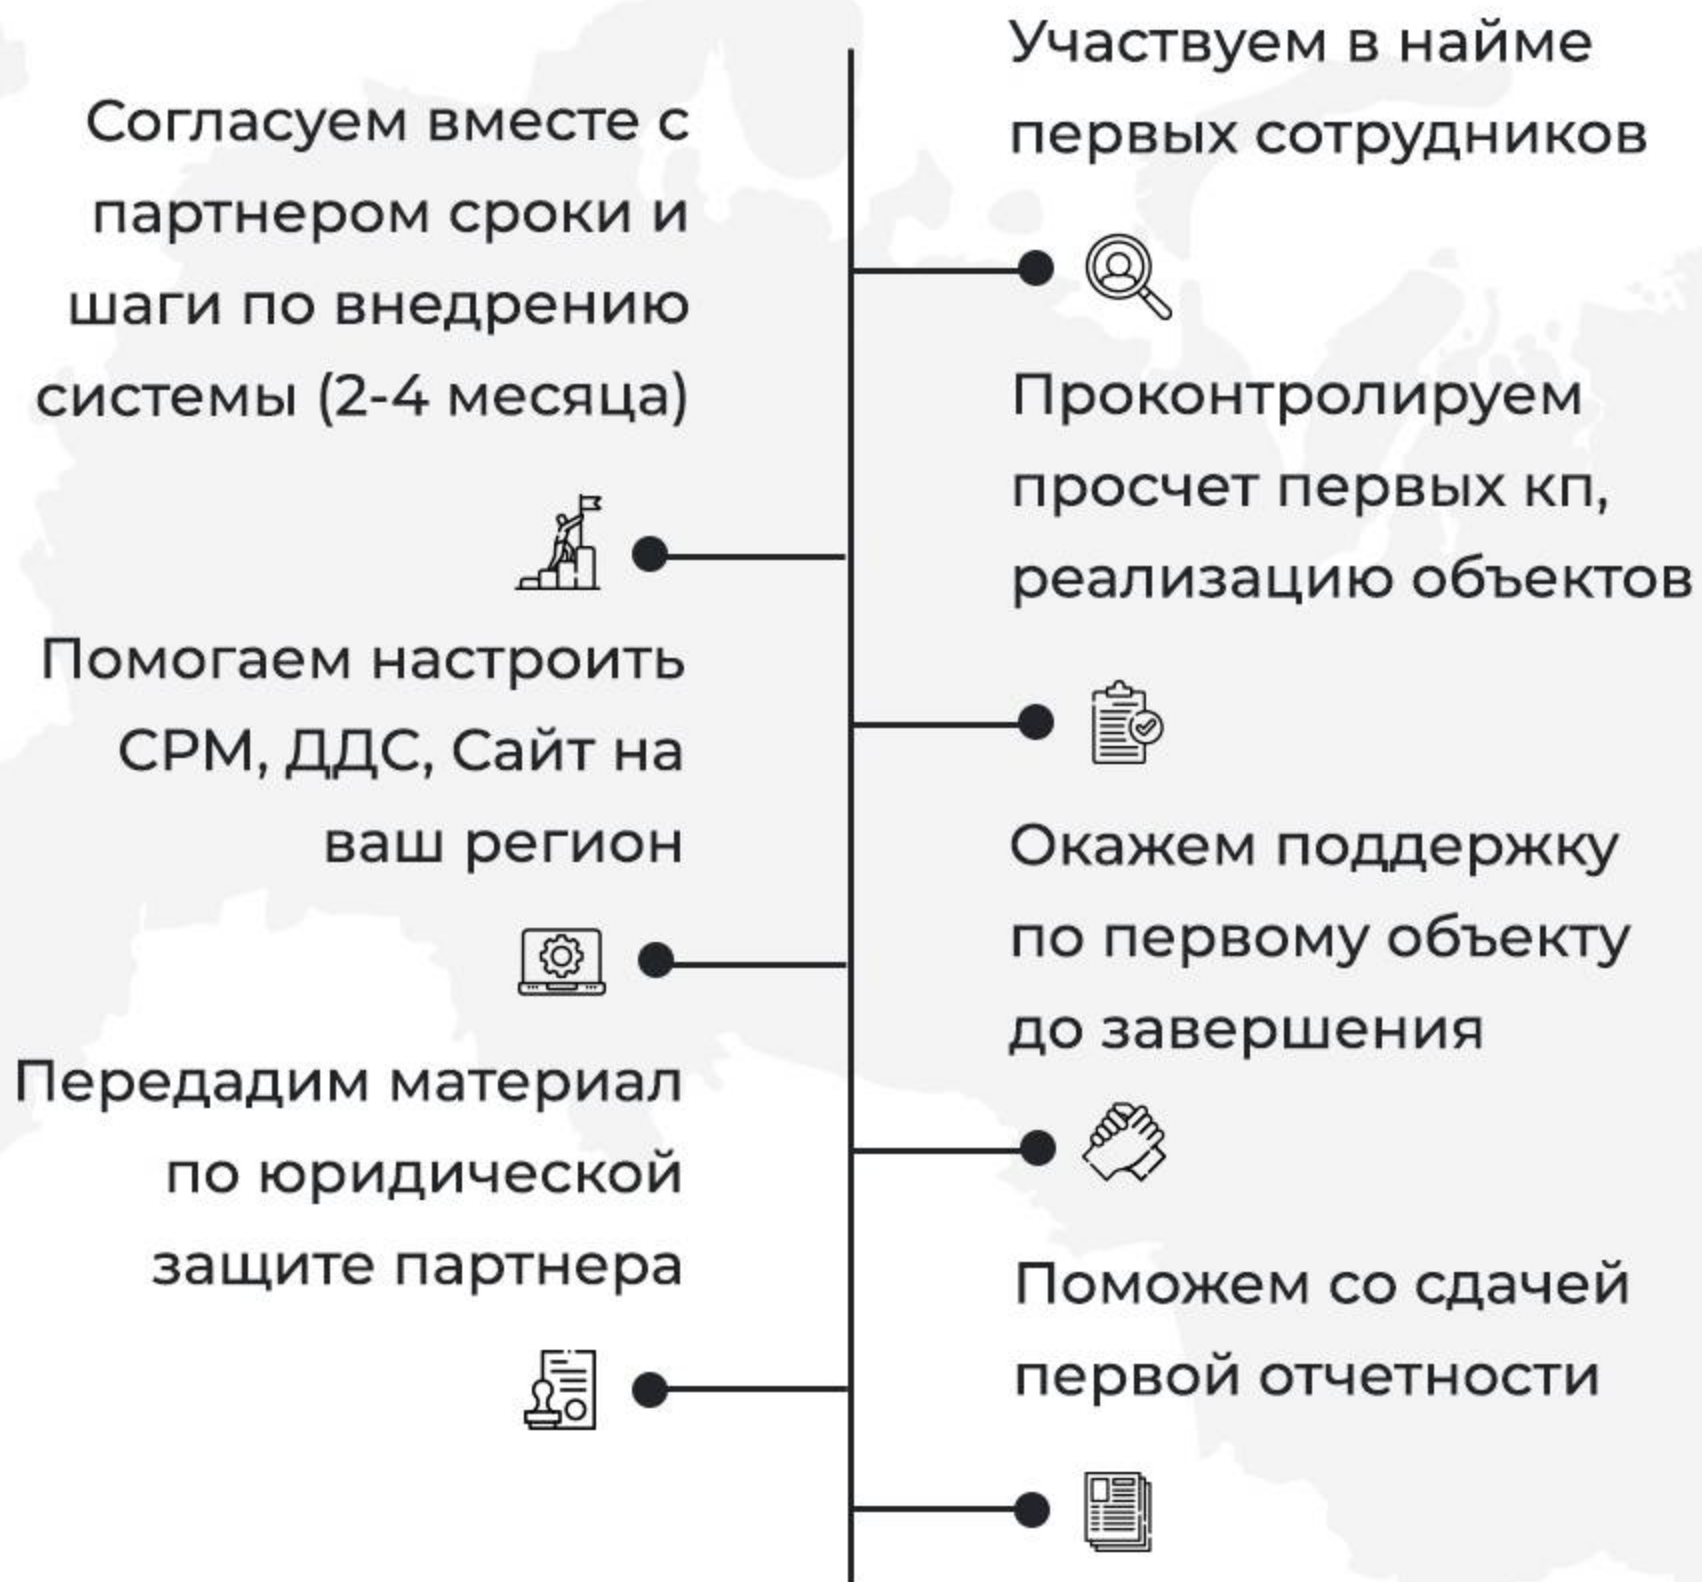 Участвуем в найме
первых сотрудников
Согласуем вместе с
партнером сроки и
шаги по внедрению
системы (2-4 месяца)
Проконтролируем
просчет первых кп,
реализацию объектов
Помогаем настроить
СРМ, ДДС, Сайт на
ваш регион
Окажем поддержку
по первому объекту
до завершения
Передадим материал
по юридической
защите партнера
Поможем со сдачей
первой отчетности